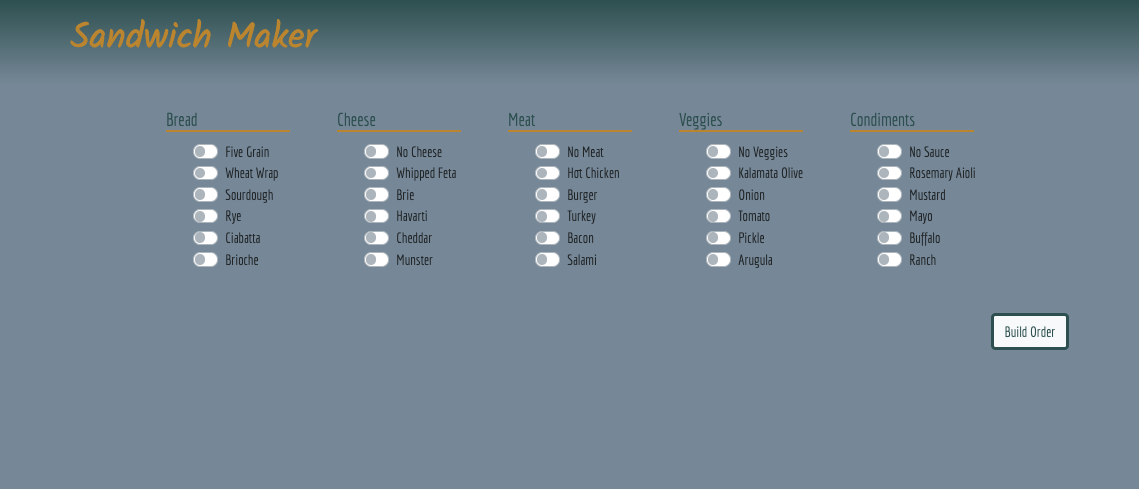 Sandwich Maker
Bread
Five Grain
Wheat Wrap
Sourdough
Rye
Ciabatta
Brioche
Cheese
No Cheese
Whipped Feta
Brie
Havarti
Cheddar
Munster
Meat
No Meat
Hot Chicken
Burger
Turkey
Bacon
Salami
Veggies
No Veggies
Kalamata Olive
Onion
Tomato
Pickle
Arugula
Condiments
No Sauce
Rosemary Aioli
Mustard
Mayo
Buffalo
Ranch
Build Order